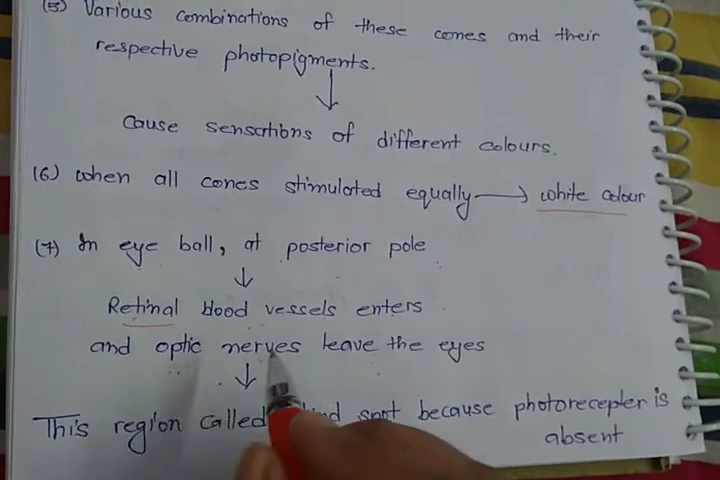 (5) Various combinations of these cones and their
respective photopigments.
↓
Cause sensations of different colours.
(6) When all cones stimulated equally → white colour
(7) In eye ball, at posterior pole
↓
Retinal blood vessels enters
and optic nerves leave the eyes
↓
This region called spot because photorecepter is
absent